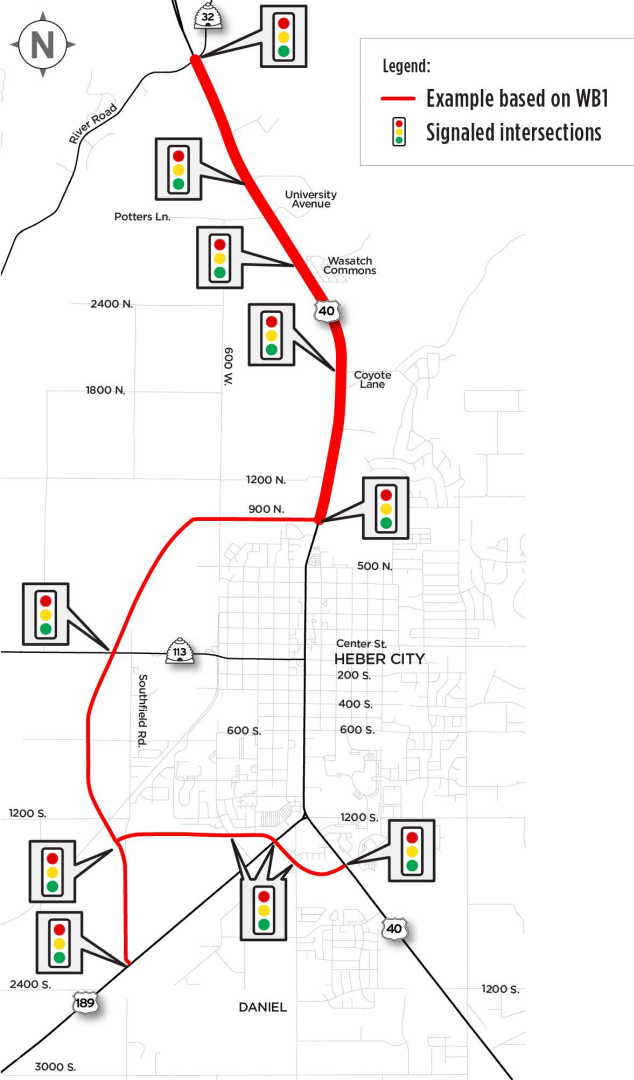 32
Legend:
Example based on WB1
Signaled intersections
N
River Road
University
Avenue
Potters Ln.
Wasatch
Commons
2400 N.
40
600 W.
Coyote
Lane
1800 N.
1200 N.
900 N.
500 N.
Center St.
113
HEBER CITY
200 S.
Southfield Rd.
400 S.
600 S.
600 S.
1200 S.
1200 S.
40
2400 S.
1200 S.
189
DANIEL
3000 S.